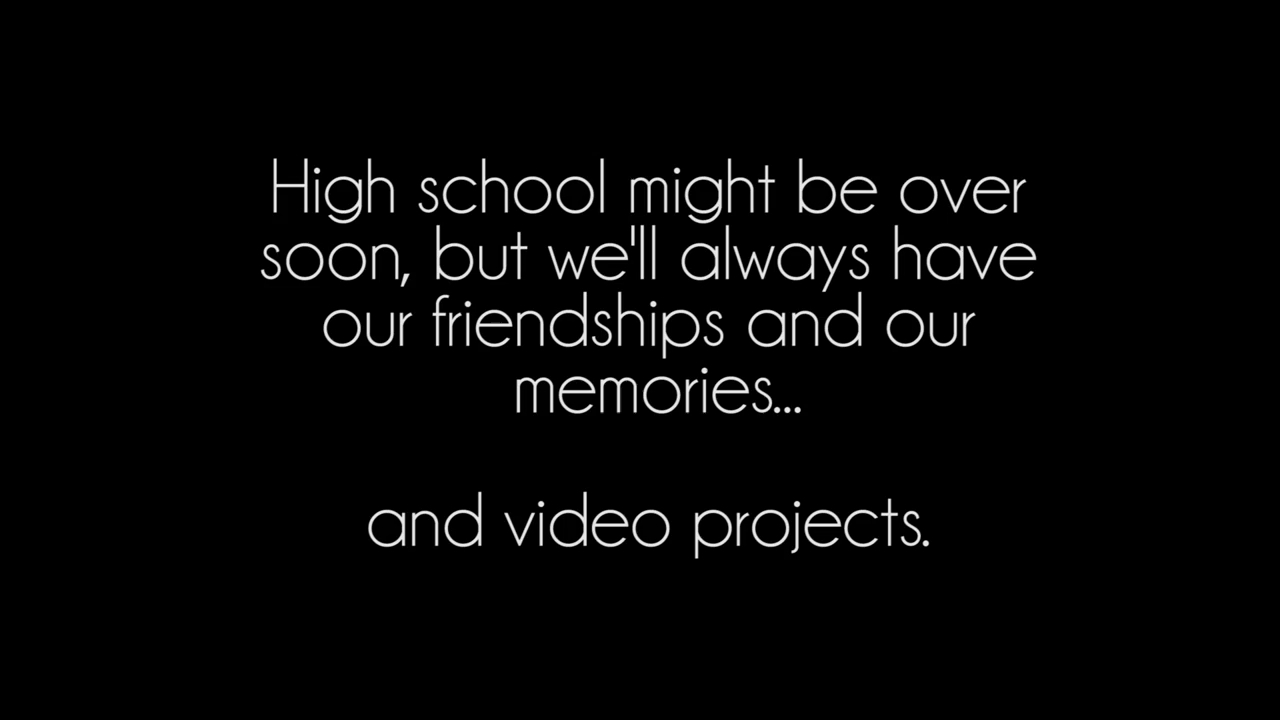 High school might be over
soon, but we'll always have
our friendships and our
memories...
and video projects.